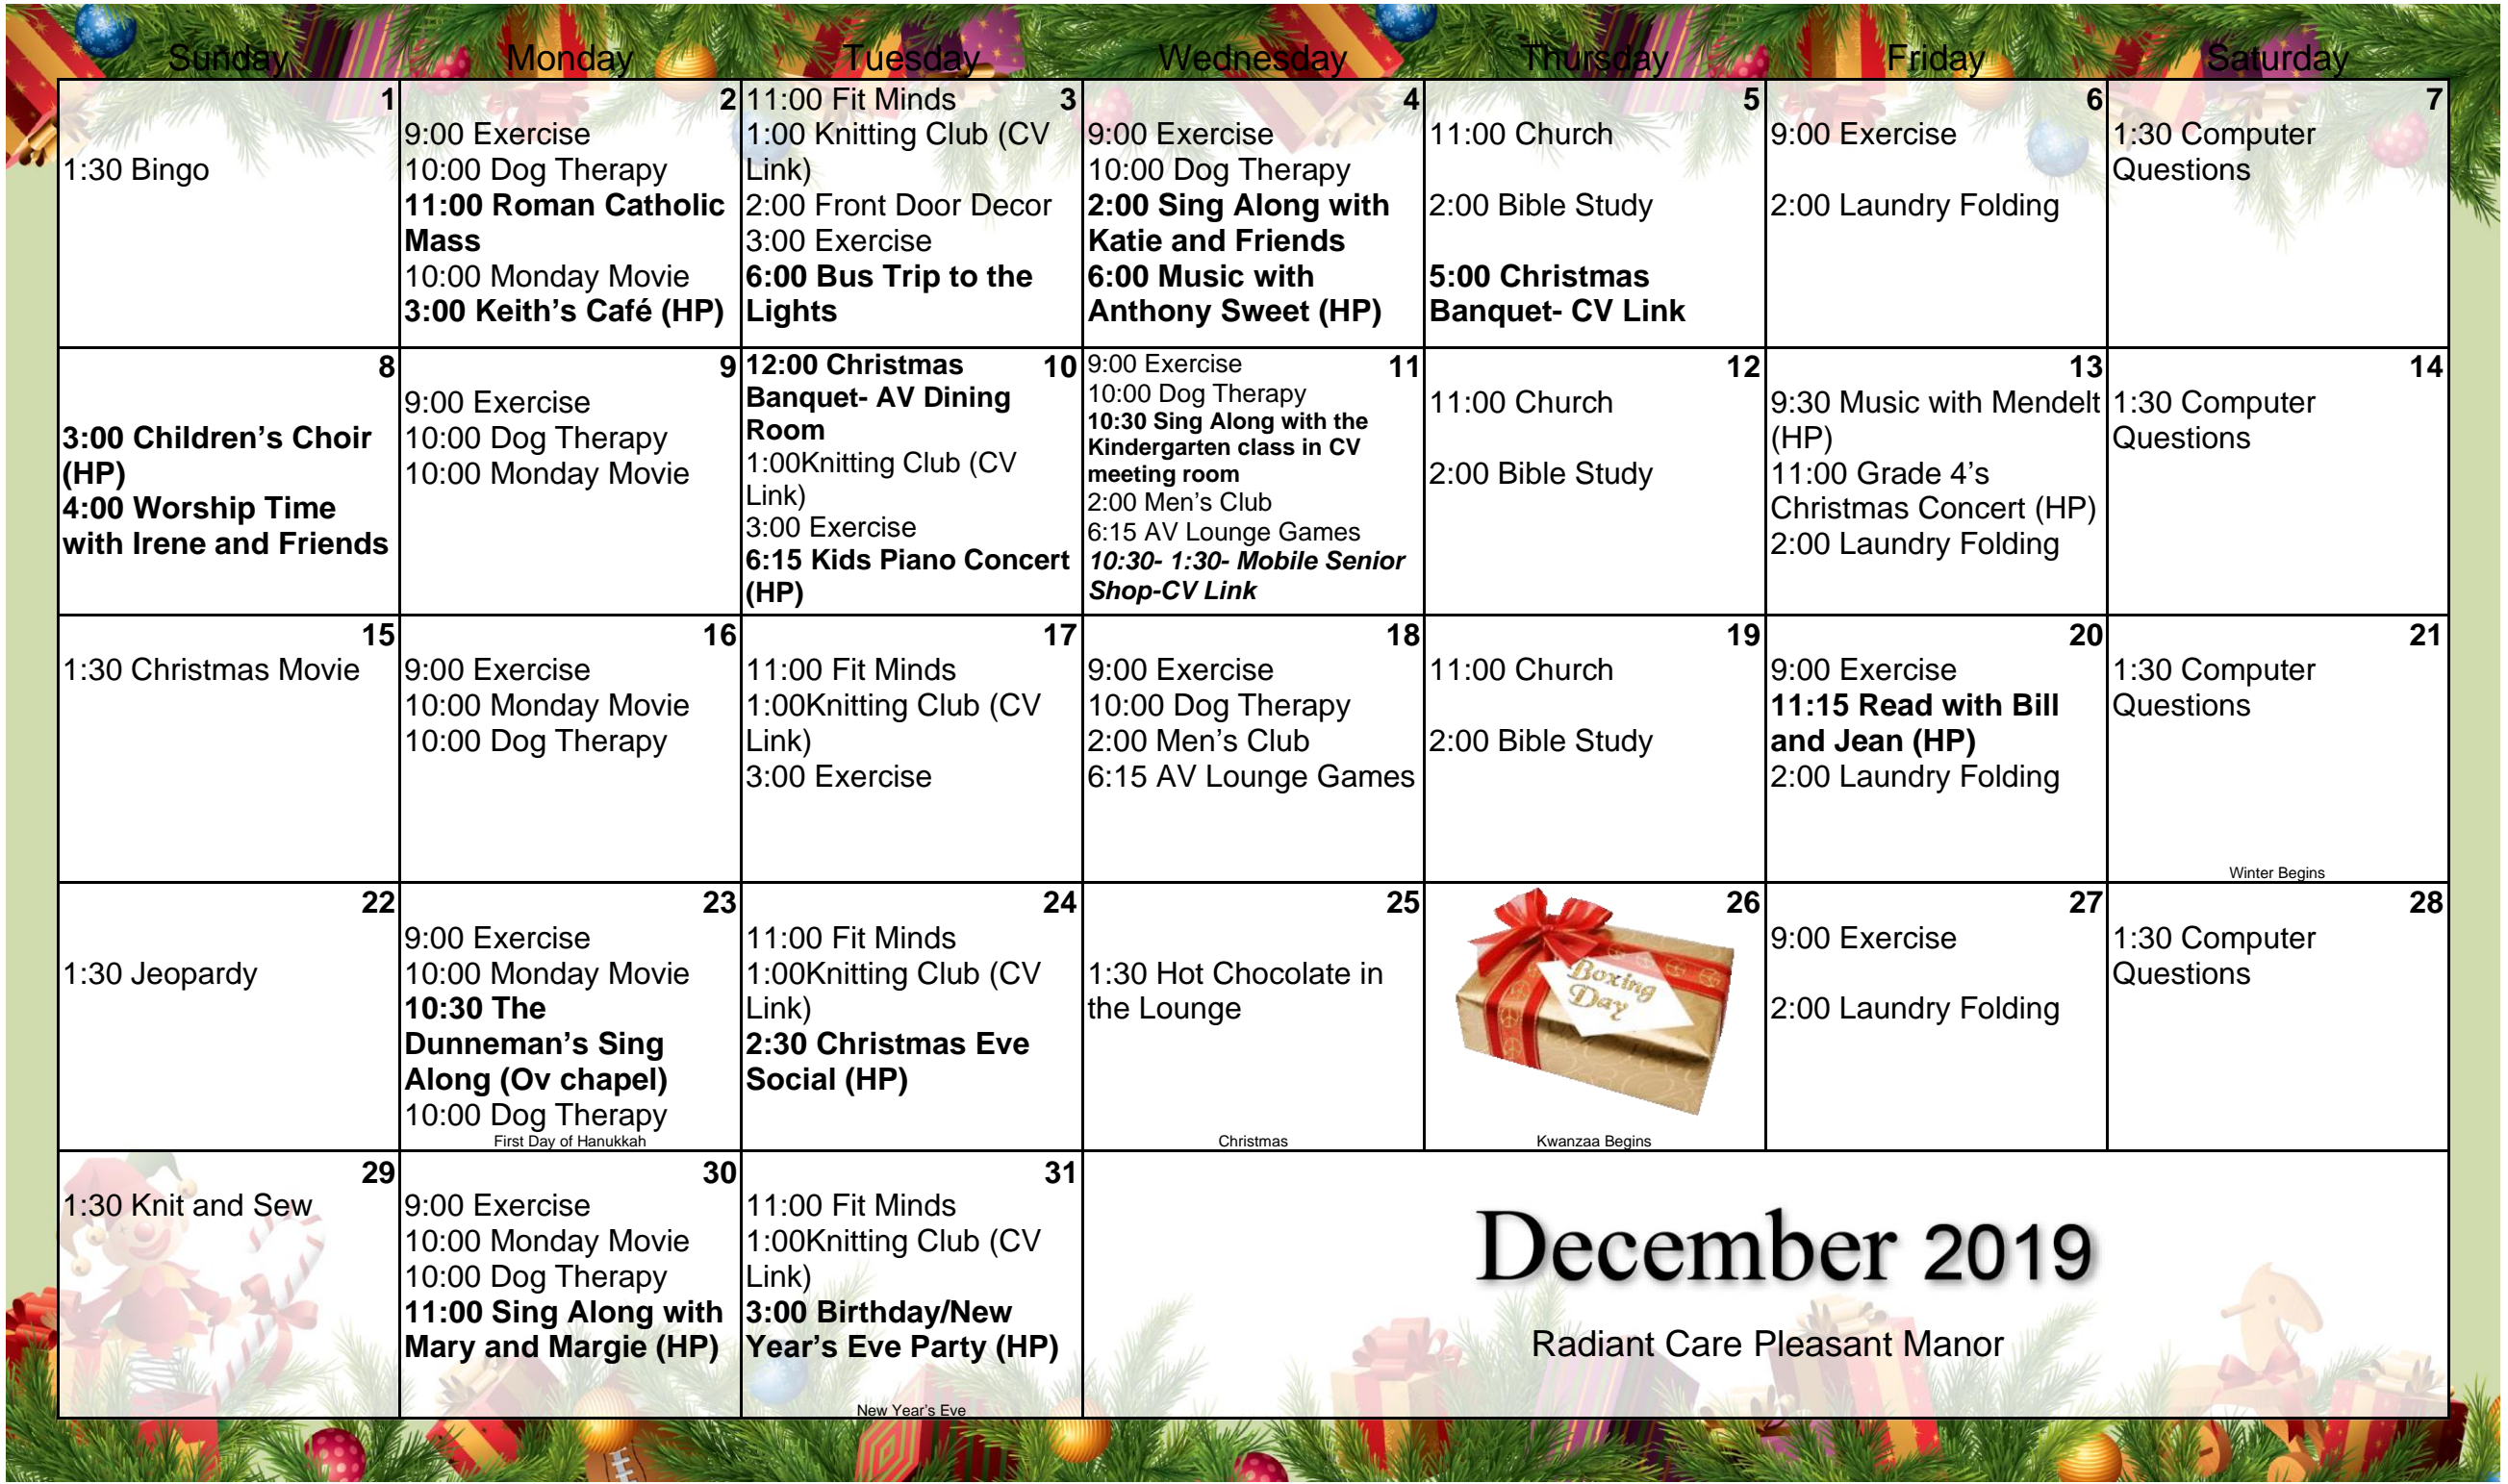 Sunday Monday Tuesday Wednesday Thursday Friday Saturday
1
1:30 Bingo
2
9:00 Exercise
10:00 Dog Therapy
11:00 Roman Catholic
Mass
10:00 Monday Movie
3:00 Keith’s Café (HP)
11:00 Fit Minds 3
1:00 Knitting Club (CV
Link)
2:00 Front Door Decor
3:00 Exercise
6:00 Bus Trip to the
Lights
4
9:00 Exercise
10:00 Dog Therapy
2:00 Sing Along with
Katie and Friends
6:00 Music with
Anthony Sweet (HP)
5
11:00 Church
2:00 Bible Study
5:00 Christmas
Banquet- CV Link
6
9:00 Exercise
2:00 Laundry Folding
7
1:30 Computer
Questions
8
3:00 Children’s Choir
(HP)
4:00 Worship Time
with Irene and Friends
9
9:00 Exercise
10:00 Dog Therapy
10:00 Monday Movie
12:00 Christmas 10
Banquet- AV Dining
Room
1:00Knitting Club (CV
Link)
3:00 Exercise
6:15 Kids Piano Concert
(HP)
9:00 Exercise 11
10:00 Dog Therapy
10:30 Sing Along with the
Kindergarten class in CV
meeting room
2:00 Men’s Club
6:15 AV Lounge Games
10:30- 1:30- Mobile Senior
Shop-CV Link
12
11:00 Church
2:00 Bible Study
13
9:30 Music with Mendelt
(HP)
11:00 Grade 4’s
Christmas Concert (HP)
2:00 Laundry Folding
14
1:30 Computer
Questions
15
1:30 Christmas Movie
16
9:00 Exercise
10:00 Monday Movie
10:00 Dog Therapy
17
11:00 Fit Minds
1:00Knitting Club (CV
Link)
3:00 Exercise
18
9:00 Exercise
10:00 Dog Therapy
2:00 Men’s Club
6:15 AV Lounge Games
19
11:00 Church
2:00 Bible Study
20
9:00 Exercise
11:15 Read with Bill
and Jean (HP)
2:00 Laundry Folding
21
1:30 Computer
Questions
Winter Begins
22
1:30 Jeopardy
23
9:00 Exercise
10:00 Monday Movie
10:30 The
Dunneman’s Sing
Along (Ov chapel)
10:00 Dog Therapy
First Day of Hanukkah
24
11:00 Fit Minds
1:00Knitting Club (CV
Link)
2:30 Christmas Eve
Social (HP)
25
1:30 Hot Chocolate in
the Lounge
Christmas
26
Boxing
Day
Kwanzaa Begins
27
9:00 Exercise
2:00 Laundry Folding
28
1:30 Computer
Questions
29
1:30 Knit and Sew
30
9:00 Exercise
10:00 Monday Movie
10:00 Dog Therapy
11:00 Sing Along with
Mary and Margie (HP)
31
11:00 Fit Minds
1:00Knitting Club (CV
Link)
3:00 Birthday/New
Year’s Eve Party (HP)
New Year’s Eve
December 2019
Radiant Care Pleasant Manor